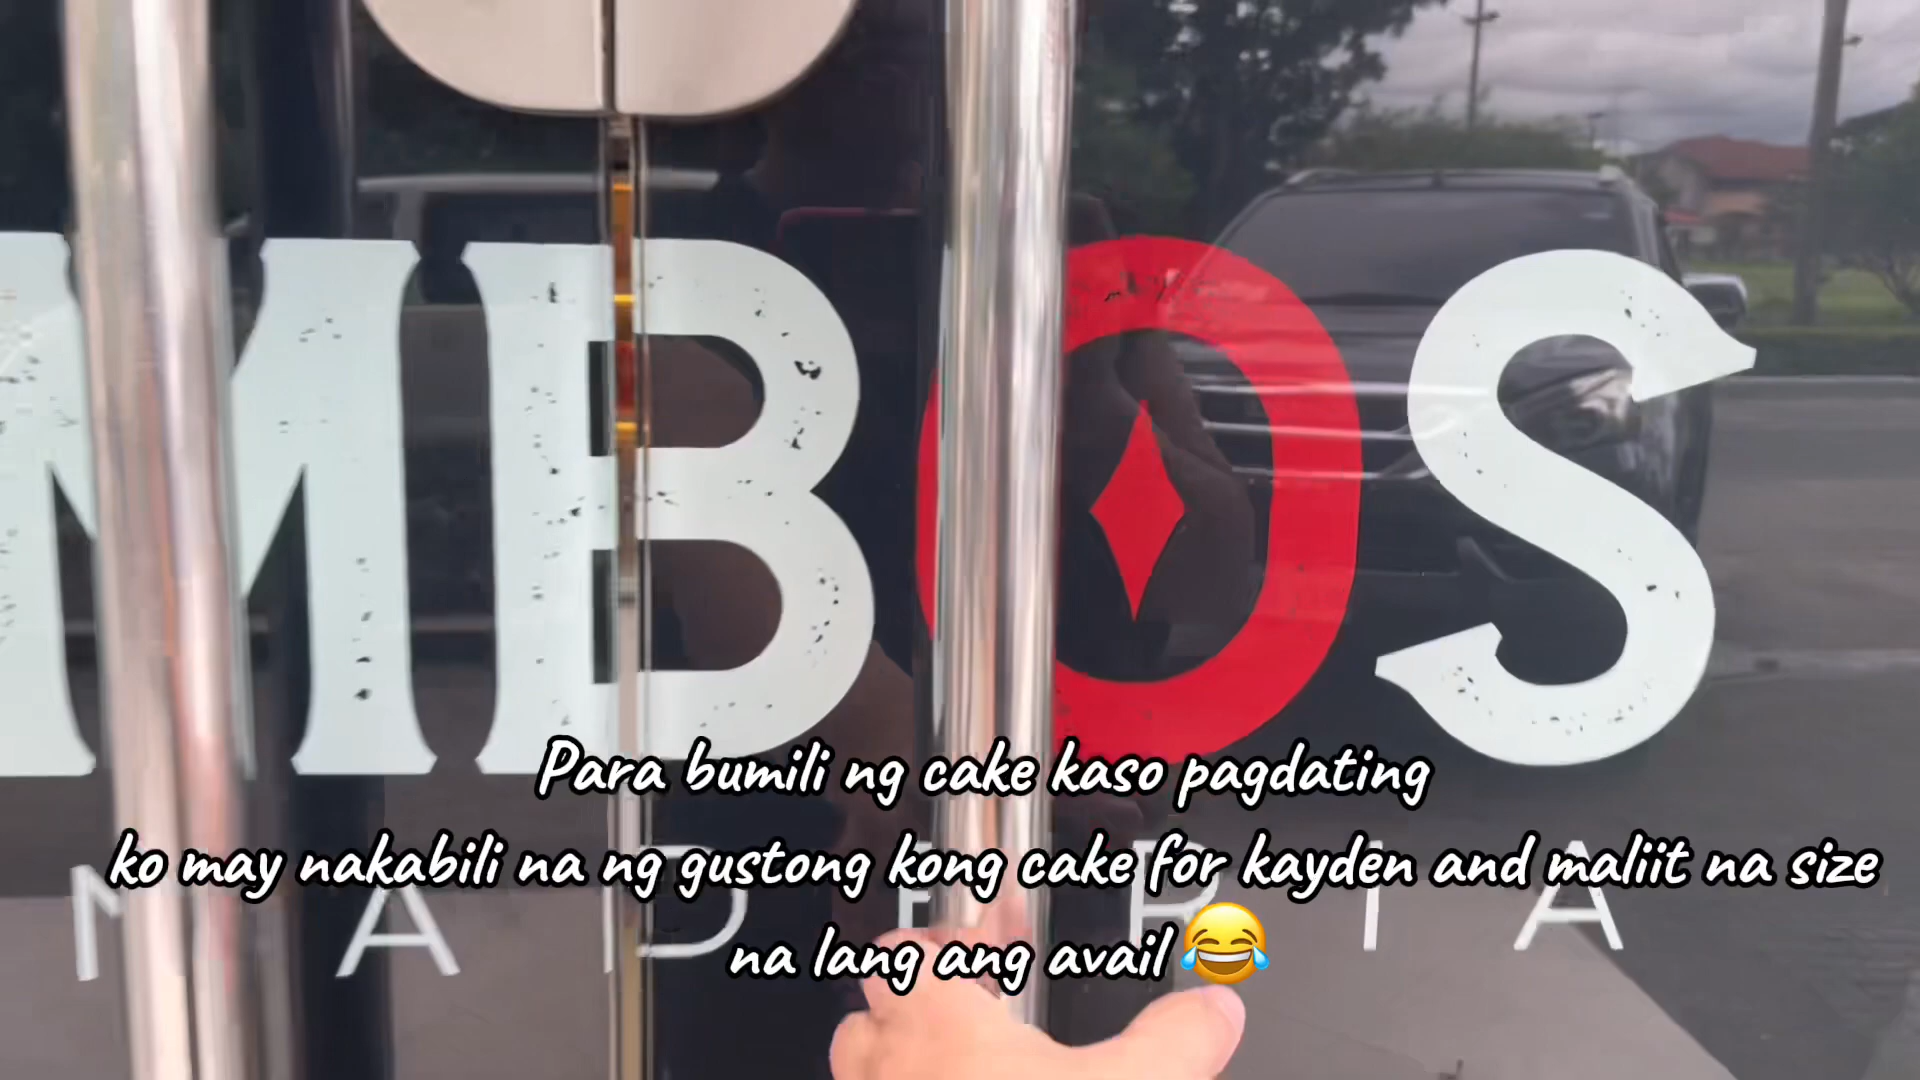 MBOS
NADERIA
Para bumili ng cake kaso pagdating
ko may nakabili na ng gustong kong cake for kayden and maliit na size
na lang ang avail😂